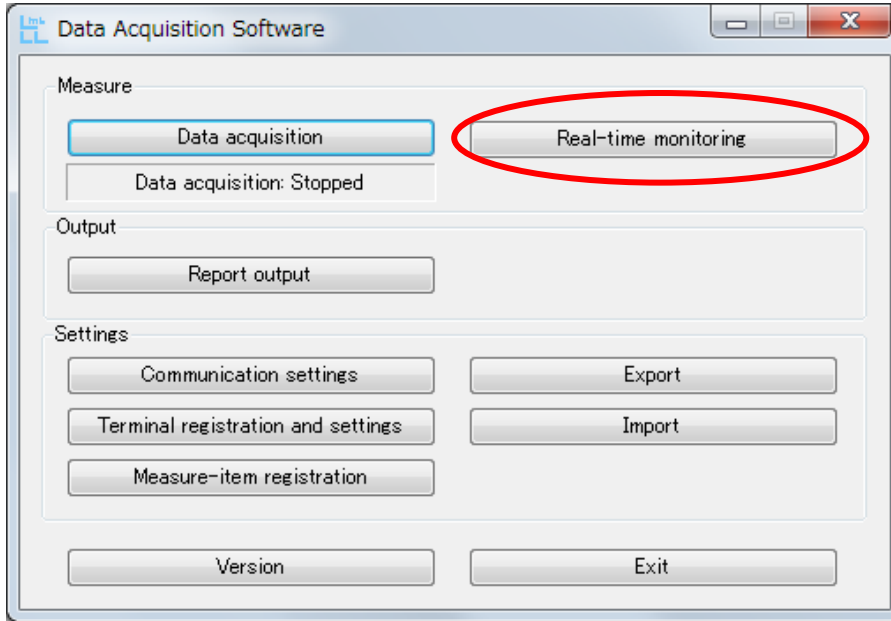 Data Acquisition Software
Measure
Data acquisition
Real-time monitoring
Data acquisition: Stopped
Output
Report output
Settings
Communication settings
Export
Terminal registration and settings
Import
Measure-item registration
Version
Exit